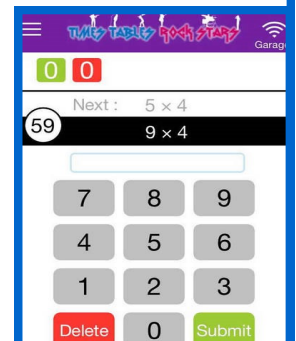 TIMES TABLES ROCK STARS
Garage
0 0
Next : 5 × 4
59
9 × 4
7 8 9
4 5 6
1 2 3
Delete 0 Submit